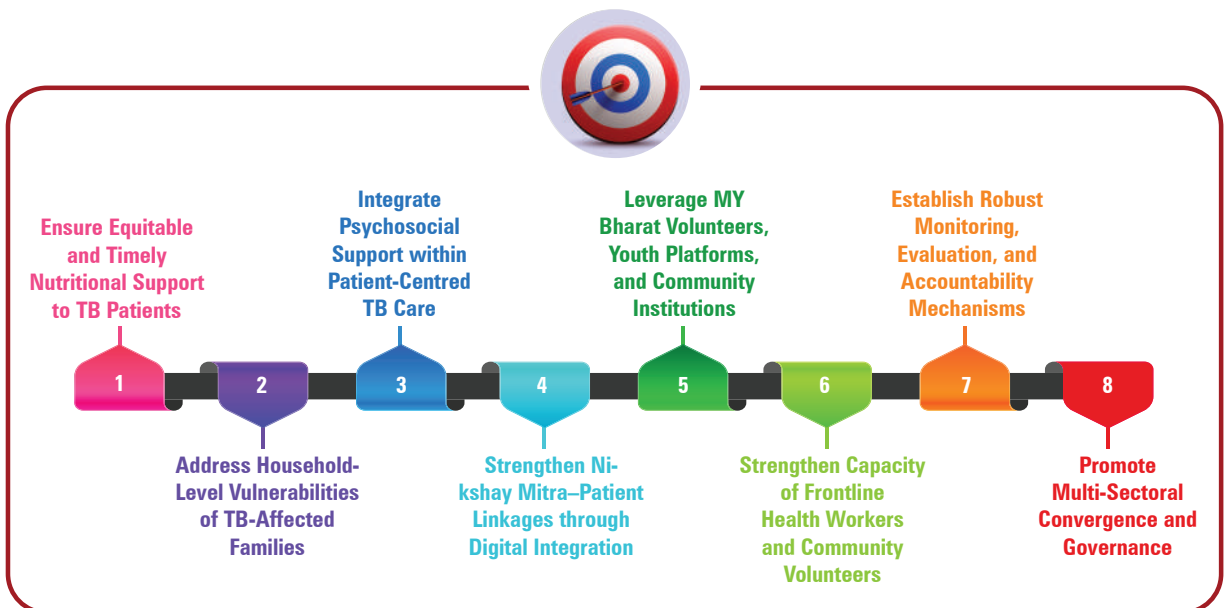 Ensure Equitable
and Timely
Nutritional Support
to TB Patients
1
2
Address Household-
Level Vulnerabilities
of TB-Affected
Families
Integrate
Psychosocial
Support within
Patient-Centred
TB Care
3
4
Strengthen Ni-
kshay Mitra–Patient
Linkages through
Digital Integration
Leverage MY
Bharat Volunteers,
Youth Platforms,
and Community
Institutions
5
6
Strengthen Capacity
of Frontline
Health Workers
and Community
Volunteers
Establish Robust
Monitoring,
Evaluation, and
Accountability
Mechanisms
7
8
Promote
Multi-Sectoral
Convergence and
Governance